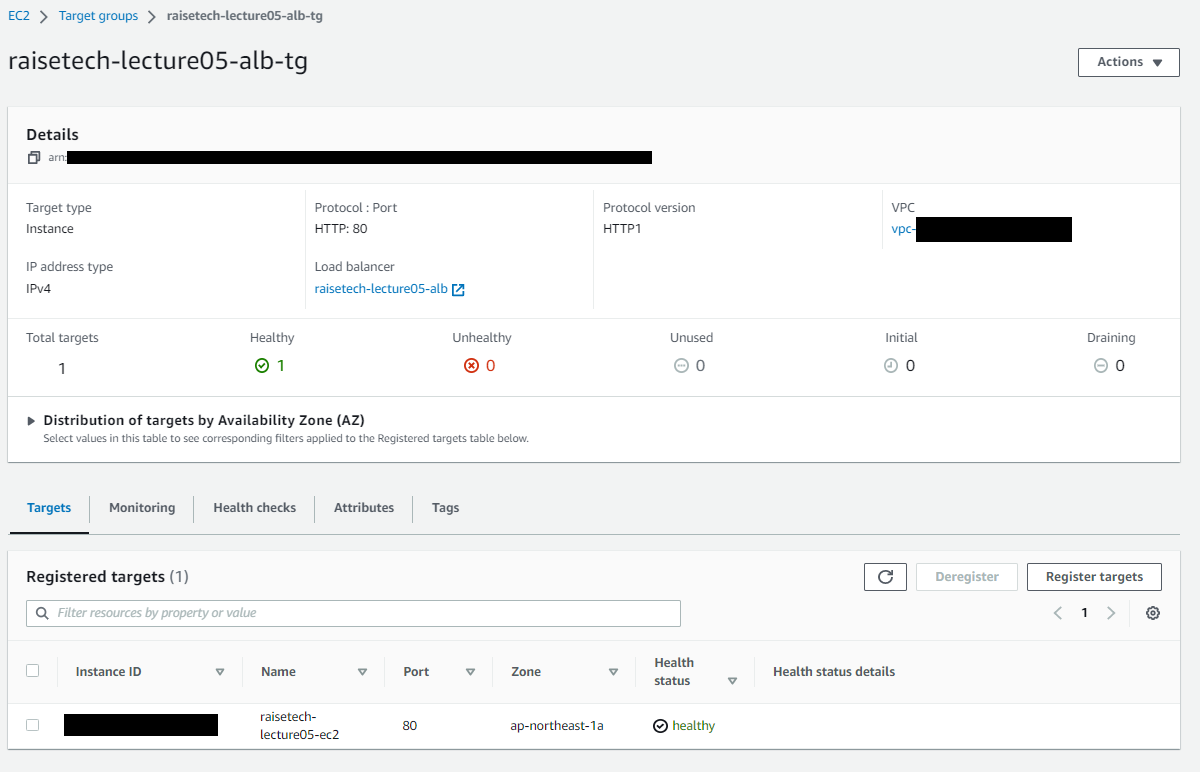 EC2 > Target groups > raisetech-lecture05-alb-tg
raisetech-lecture05-alb-tg
Actions
Details
arn:
Target type
Instance
Protocol : Port
HTTP: 80
Protocol version
HTTP1
VPC
vpc-
IP address type
IPv4
Load balancer
raisetech-lecture05-alb
Total targets
1
Healthy
1
Unhealthy
0
Unused
0
Initial
0
Draining
0
Distribution of targets by Availability Zone (AZ)
Select values in this table to see corresponding filters applied to the Registered targets table below.
Targets
Monitoring
Health checks
Attributes
Tags
Registered targets (1)
Deregister
Register targets
Filter resources by property or value
1
Instance ID
Name
Port
Zone
Health
status
Health status details
raisetech-
lecture05-ec2
80
ap-northeast-1a
healthy